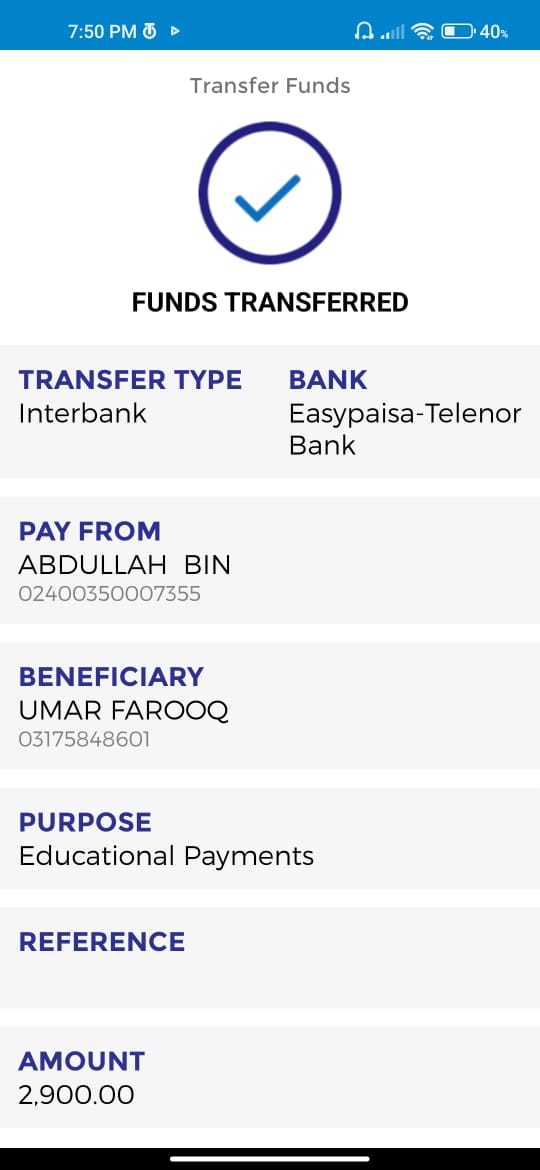 7:50 PM
40%
Transfer Funds
FUNDS TRANSFERRED
TRANSFER TYPE
Interbank
BANK
Easypaisa-Telenor
Bank
PAY FROM
ABDULLAH  BIN
02400350007355
BENEFICIARY
UMAR FAROOQ
03175848601
PURPOSE
Educational Payments
REFERENCE
AMOUNT
2,900.00